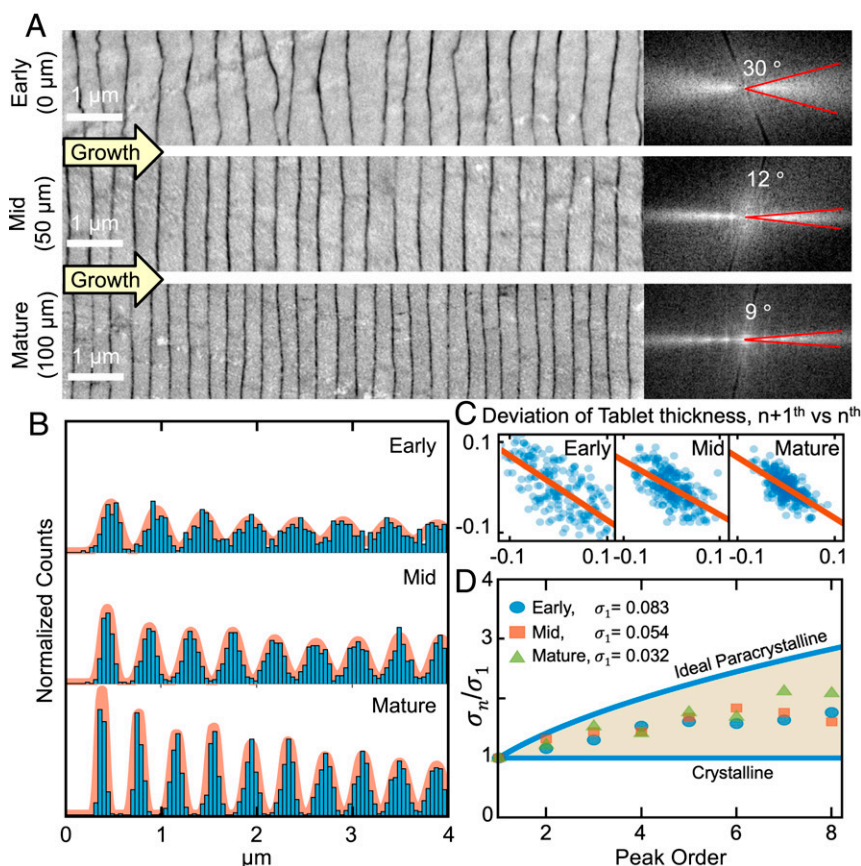 A
Early
(0 μm)
1 μm
30 °
Growth
Mid
(50 μm)
1 μm
12 °
Growth
Mature
(100 μm)
1 μm
9 °
B
Normalized Counts
Early
Mid
Mature
0 1 2 3 4
μm
C Deviation of Tablet thickness, n+1th vs nth
0.1
-0.1
Early Mid Mature
-0.1 0.1 -0.1 0.1 -0.1 0.1
D
σn/σ1
4
3
2
1
0
Early, σ1= 0.083
Mid, σ1= 0.054
Mature, σ1= 0.032
Ideal Paracrystalline
Crystalline
2 4 6 8
Peak Order